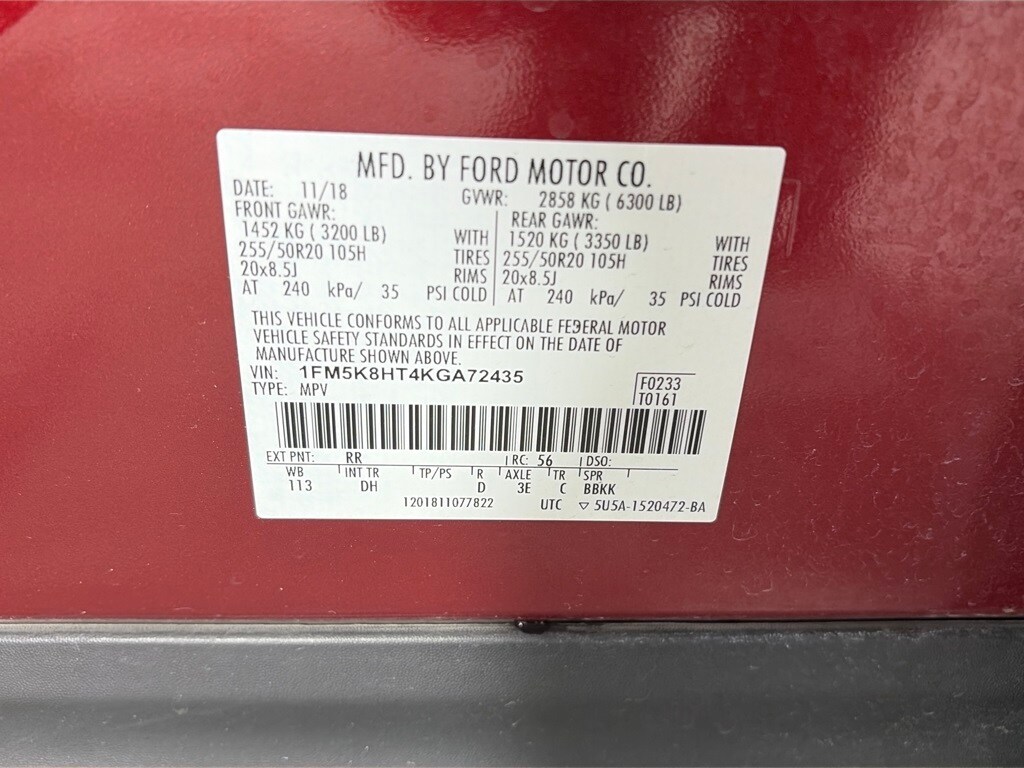 MFD. BY FORD MOTOR CO.
DATE: 11/18 GVWR: 2858 KG ( 6300 LB)
FRONT GAWR: REAR GAWR:
1452 KG ( 3200 LB) WITH 1520 KG ( 3350 LB) WITH
255/50R20 105H TIRES 255/50R20 105H TIRES
20x8.5J RIMS 20x8.5J RIMS
AT 240 kPa/ 35 PSI COLD AT 240 kPa/ 35 PSI COLD
THIS VEHICLE CONFORMS TO ALL APPLICABLE FEDERAL MOTOR
VEHICLE SAFETY STANDARDS IN EFFECT ON THE DATE OF
MANUFACTURE SHOWN ABOVE.
VIN: 1FM5K8HT4KGA72435 F0233
TYPE: MPV T0161
EXT PNT: RR RC: 56 DSO:
WB INT TR TP/PS R AXLE TR SPR
113 DH D 3E C BBKK
1201811077822 UTC ▽ 5U5A-1520472-BA